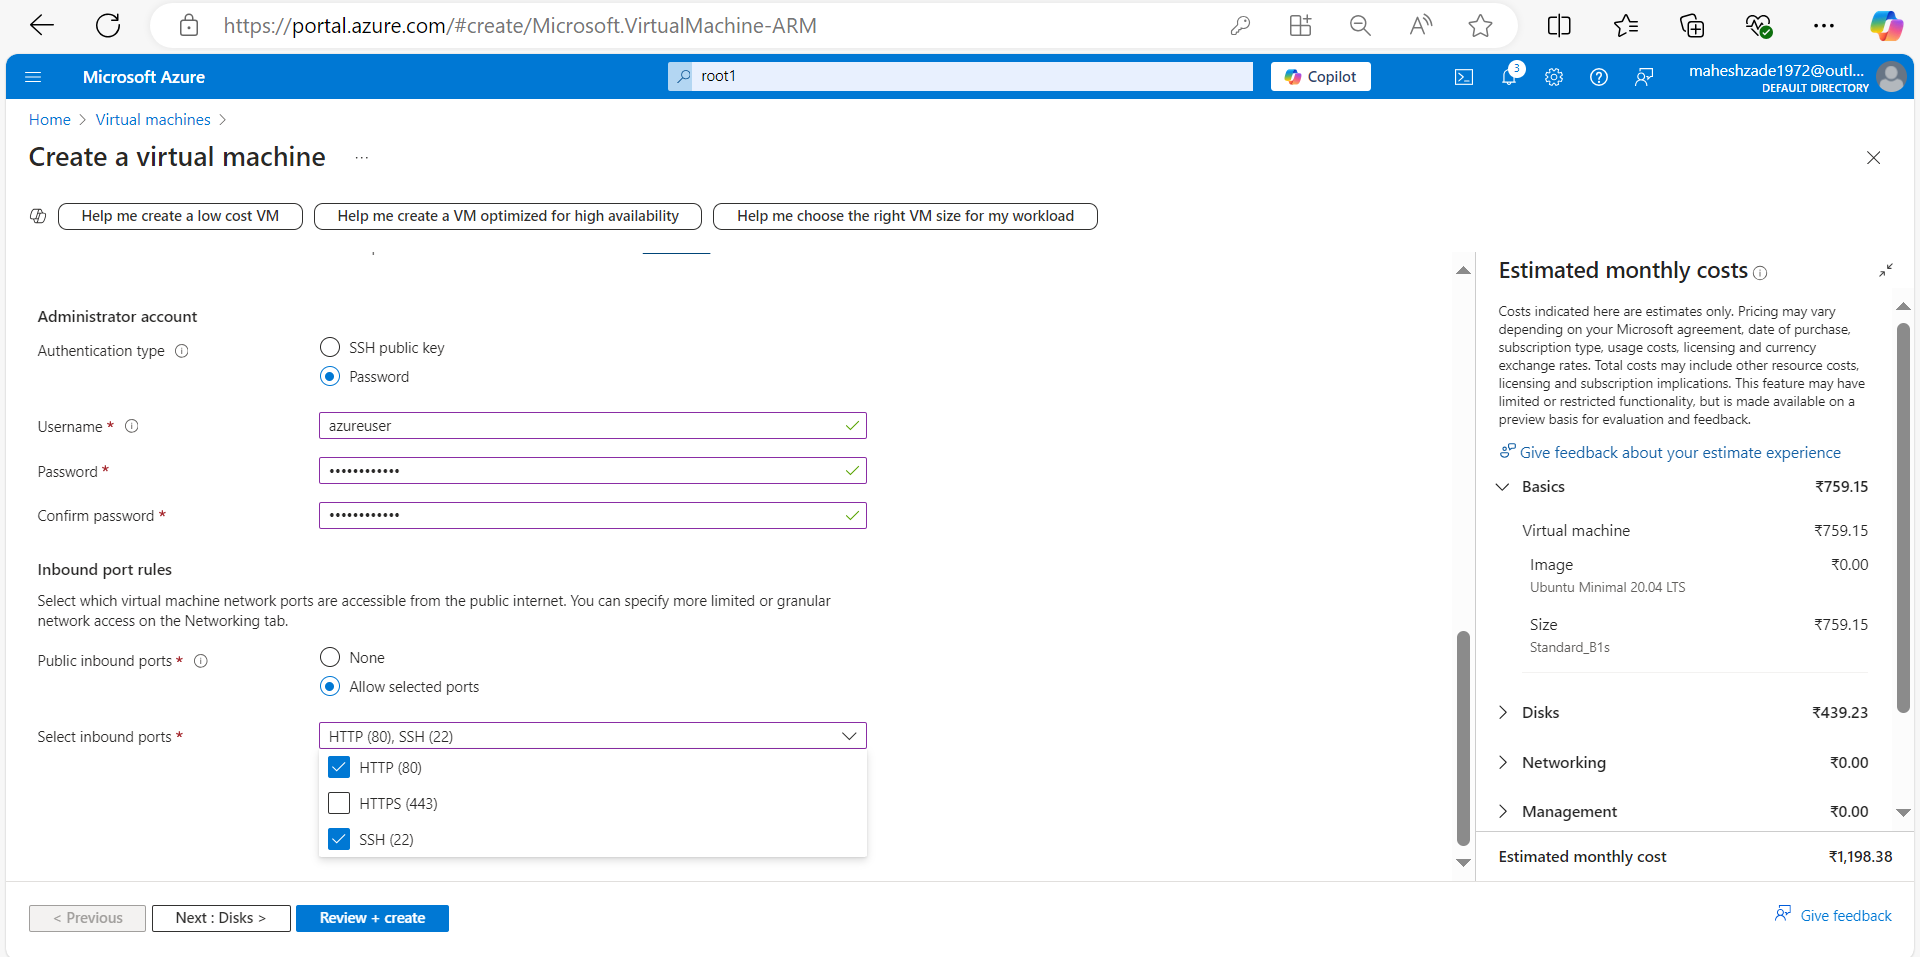 https://portal.azure.com/#create/Microsoft.VirtualMachine-ARM
Microsoft Azure
root1
Copilot
3
maheshzade1972@outl...
DEFAULT DIRECTORY
Home > Virtual machines >
Create a virtual machine ...
Help me create a low cost VM
Help me create a VM optimized for high availability
Help me choose the right VM size for my workload
Administrator account
Authentication type
SSH public key
Password
Username *
azureuser
Password *
••••••••••••
Confirm password *
••••••••••••
Inbound port rules
Select which virtual machine network ports are accessible from the public internet. You can specify more limited or granular
network access on the Networking tab.
Public inbound ports *
None
Allow selected ports
Select inbound ports *
HTTP (80), SSH (22)
HTTP (80)
HTTPS (443)
SSH (22)
Estimated monthly costs
Costs indicated here are estimates only. Pricing may vary
depending on your Microsoft agreement, date of purchase,
subscription type, usage costs, licensing and currency
exchange rates. Total costs may include other resource costs,
licensing and subscription implications. This feature may have
limited or restricted functionality, but is made available on a
preview basis for evaluation and feedback.
Give feedback about your estimate experience
Basics ₹759.15
Virtual machine ₹759.15
Image ₹0.00
Ubuntu Minimal 20.04 LTS
Size ₹759.15
Standard_B1s
Disks ₹439.23
Networking ₹0.00
Management ₹0.00
Estimated monthly cost ₹1,198.38
< Previous
Next : Disks >
Review + create
Give feedback